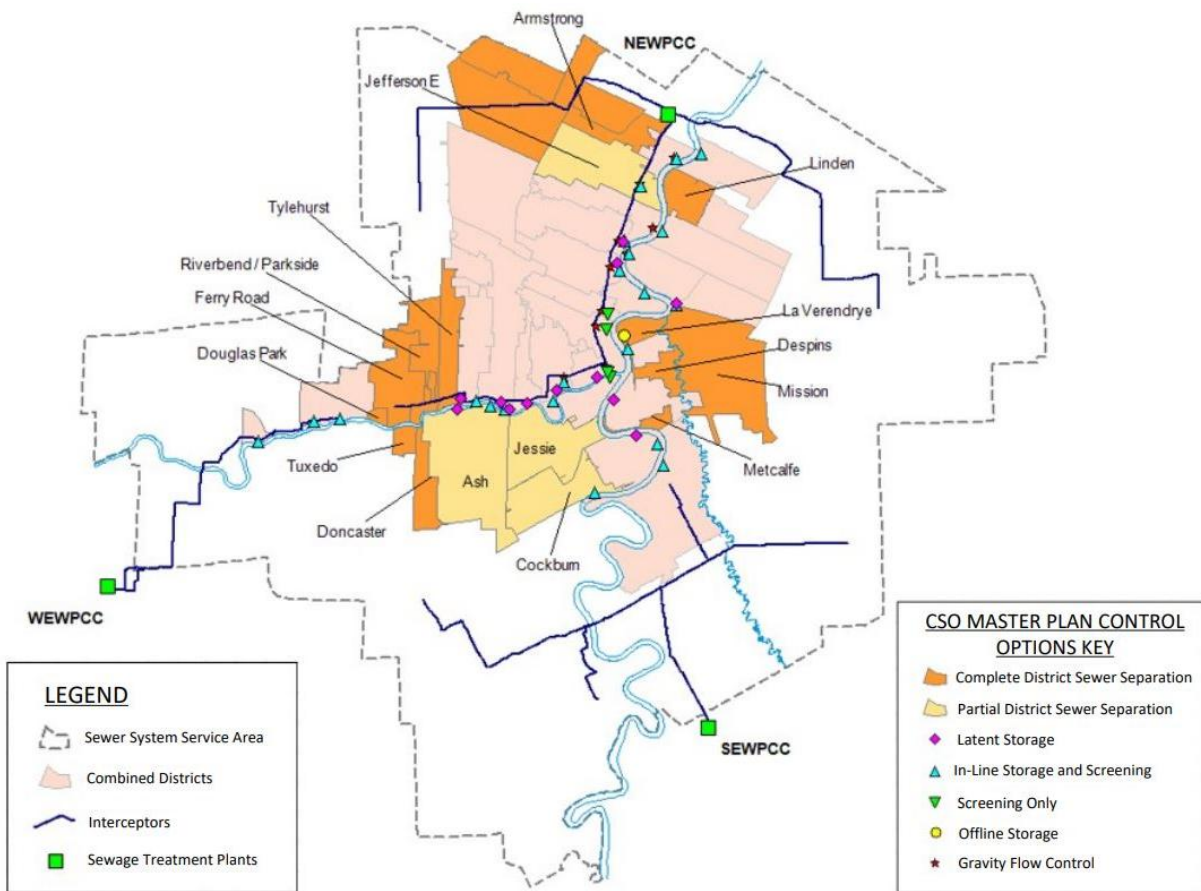 Armstrong
NEWPCC
Jefferson E
Linden
Tylehurst
Riverbend / Parkside
Ferry Road
La Verendrye
Douglas Park
Despins
Mission
Jessie
Tuxedo
Metcalfe
Ash
Doncaster
Cockburn
WEWPCC
SEWPCC
LEGEND
Sewer System Service Area
Combined Districts
Interceptors
Sewage Treatment Plants
CSO MASTER PLAN CONTROL
OPTIONS KEY
Complete District Sewer Separation
Partial District Sewer Separation
Latent Storage
In-Line Storage and Screening
Screening Only
Offline Storage
Gravity Flow Control